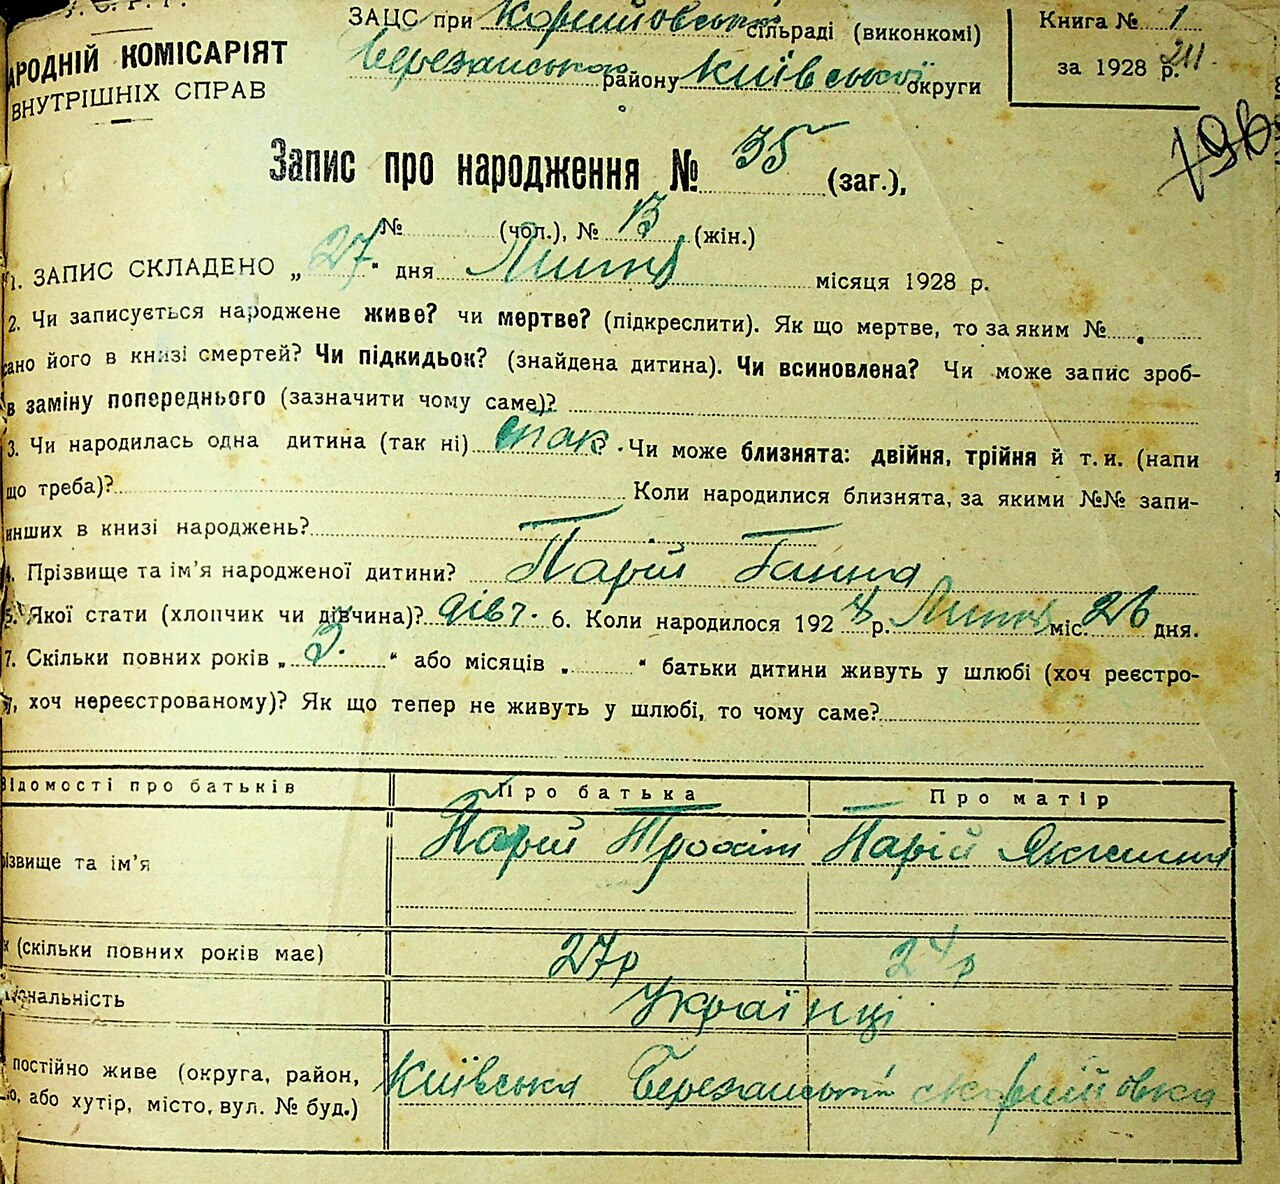 У. С. Р. Р.
АРОДНІЙ КОМІСАРІЯТ
ВНУТРІШНІХ СПРАВ
ЗАЦС при сільраді (виконкомі)
Березанського району Київської округи
Книга № 1
за 1928 р.
Запис про народження № 35 (заг.),
№ (чол.), № 13 (жін.)
1. ЗАПИС СКЛАДЕНО „ 27 “ дня Липня місяця 1928 р.
2. Чи записується народжене живе? чи мертве? (підкреслити). Як що мертве, то за яким №
сано його в книзі смертей? Чи підкидьок? (знайдена дитина). Чи всиновлена? Чи може запис зроб-
в заміну попереднього (зазначити чому саме)?
3. Чи народилась одна дитина (так ні) так ? Чи може близнята: двійня, трійня й т. и. (напи
що треба)? Коли народилися близнята, за якими №№ запи-
инших в книзі народжень?
4. Прізвище та ім’я народженої дитини? Парій Ганна
5. Якої стати (хлопчик чи дівчина)? дівч. 6. Коли народилося 1928 р. Липня міс. 26 дня.
7. Скільки повних років „ 3. “ або місяців „ “ батьки дитини живуть у шлюбі (хоч реєстро-
, хоч нереєстрованому)? Як що тепер не живуть у шлюбі, то чому саме?
Відомості про батьків Про батька Про матір
різвище та ім’я Парій Трохим Парій Якилина
к (скільки повних років має) 27р 24р
ціональність Українці
постійно живе (округа, район, Київська Березанський
о, або хутір, місто, вул. № буд.)